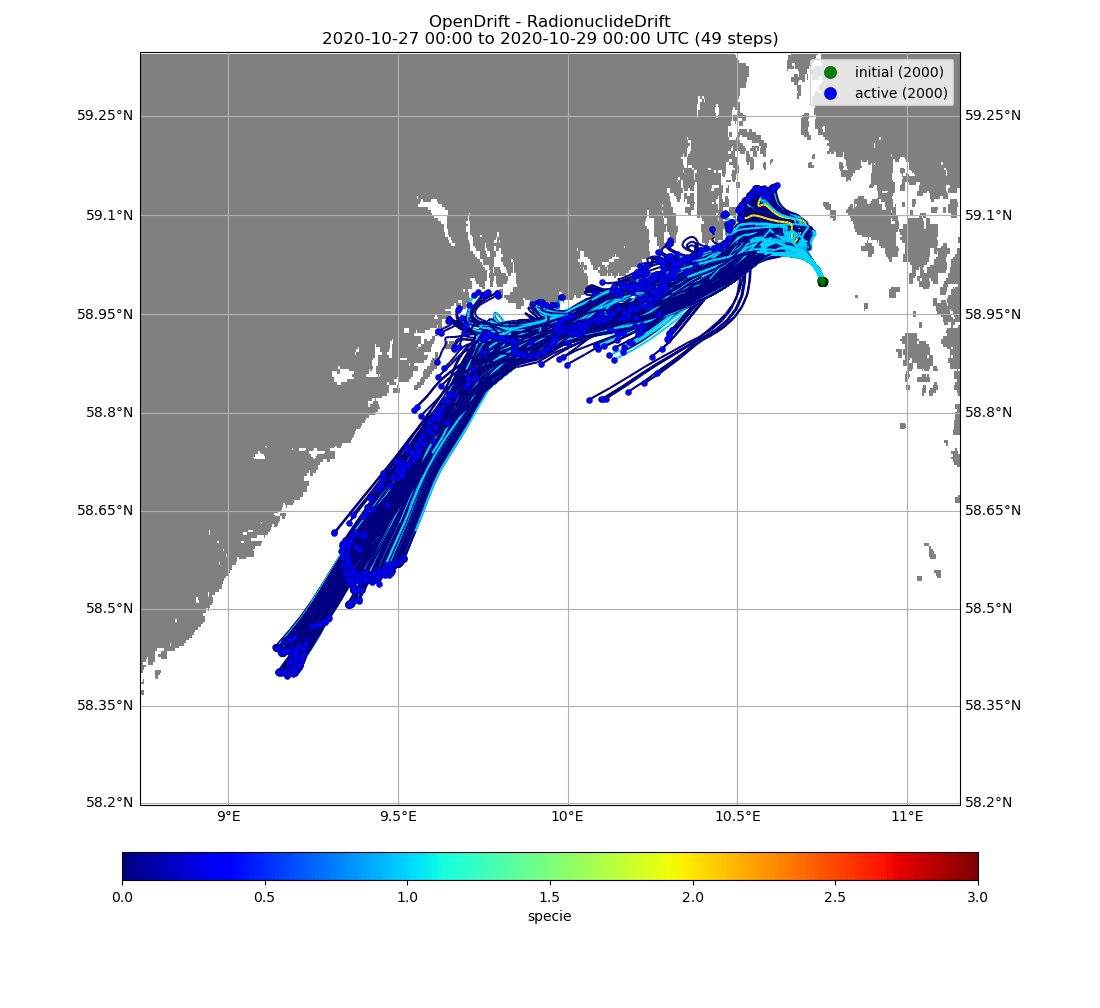 OpenDrift - RadionuclideDrift
2020-10-27 00:00 to 2020-10-29 00:00 UTC (49 steps)
initial (2000)
active (2000)
59.25°N 59.25°N
59.1°N 59.1°N
58.95°N 58.95°N
58.8°N 58.8°N
58.65°N 58.65°N
58.5°N 58.5°N
58.35°N 58.35°N
58.2°N 58.2°N
9°E 9.5°E 10°E 10.5°E 11°E
0.0 0.5 1.0 1.5 2.0 2.5 3.0
specie